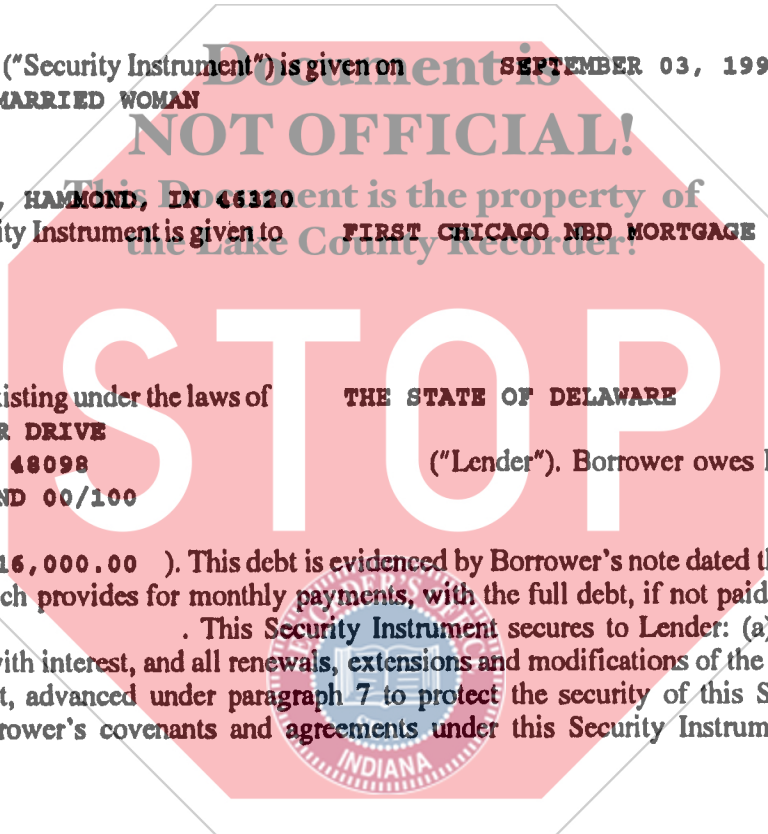 ("Security Instrument") is given on SEPTEMBER 03, 199
MARRIED WOMAN
Document is
NOT OFFICIAL!
This Document is the property of
the Lake County Recorder!
, HAMMOND, IN 46320
ity Instrument is given to FIRST CHICAGO NBD MORTGAGE
STOP
xisting under the laws of THE STATE OF DELAWARE
R DRIVE
48098 ("Lender"). Borrower owes
ND 00/100
16,000.00 ). This debt is evidenced by Borrower's note dated th
ch provides for monthly payments, with the full debt, if not paid
. This Security Instrument secures to Lender: (a)
with interest, and all renewals, extensions and modifications of the
t, advanced under paragraph 7 to protect the security of this S
rower's covenants and agreements under this Security Instrum
RECORDER'S OFFICE
INDIANA